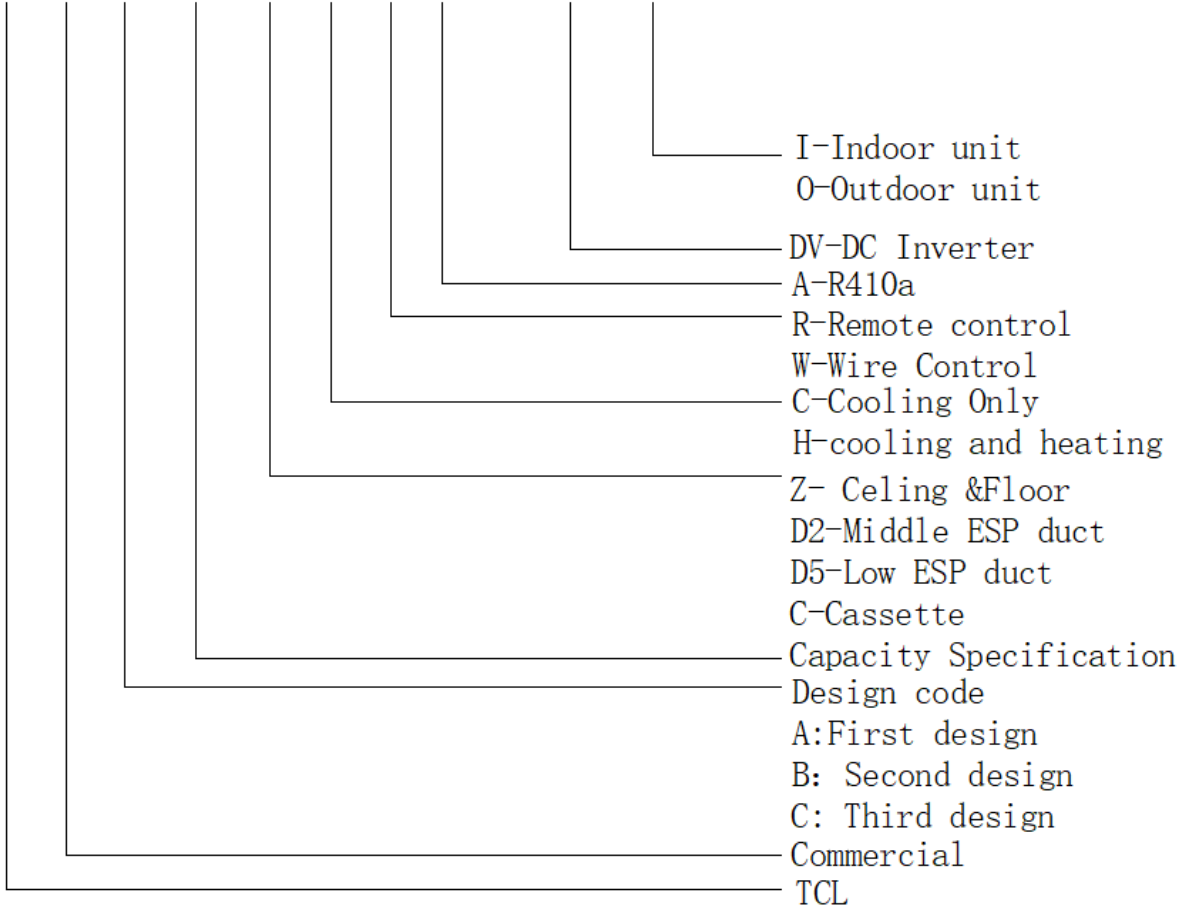 I-Indoor unit
O-Outdoor unit
DV-DC Inverter
A-R410a
R-Remote control
W-Wire Control
C-Cooling Only
H-cooling and heating
Z- Celing &Floor
D2-Middle ESP duct
D5-Low ESP duct
C-Cassette
Capacity Specification
Design code
A:First design
B: Second design
C: Third design
Commercial
TCL